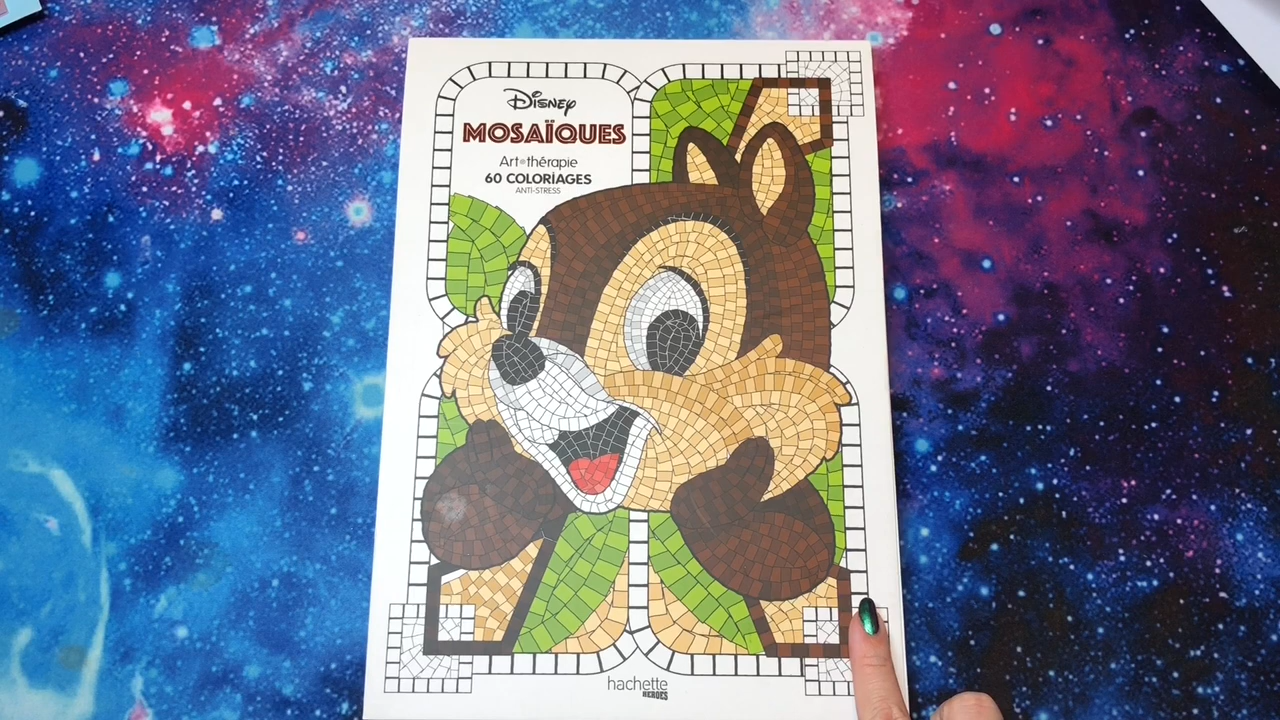 Disney
MOSAÏQUES
Art•thérapie
60 COLORIAGES
ANTI-STRESS
hachette
HEROES